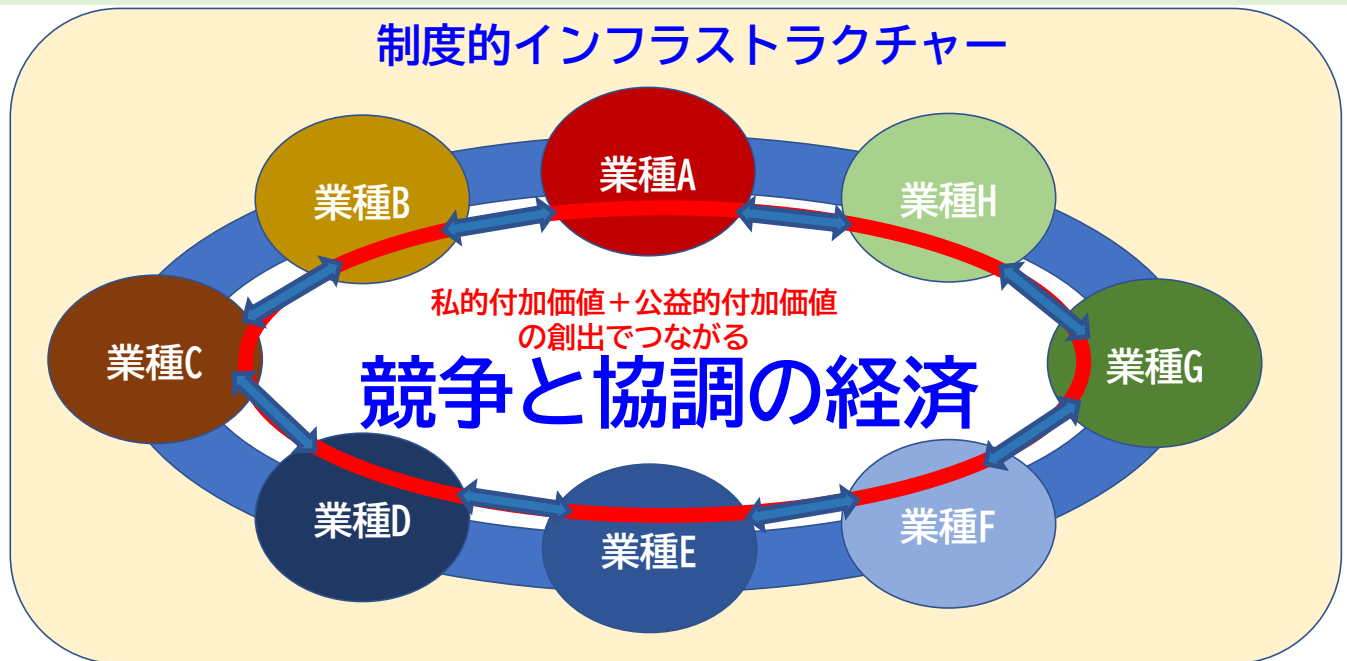 制度的インフラストラクチャー
業種A
業種B
業種H
私的付加価値＋公益的付加価値
の創出でつながる
業種C
業種G
競争と協調の経済
業種D
業種E
業種F